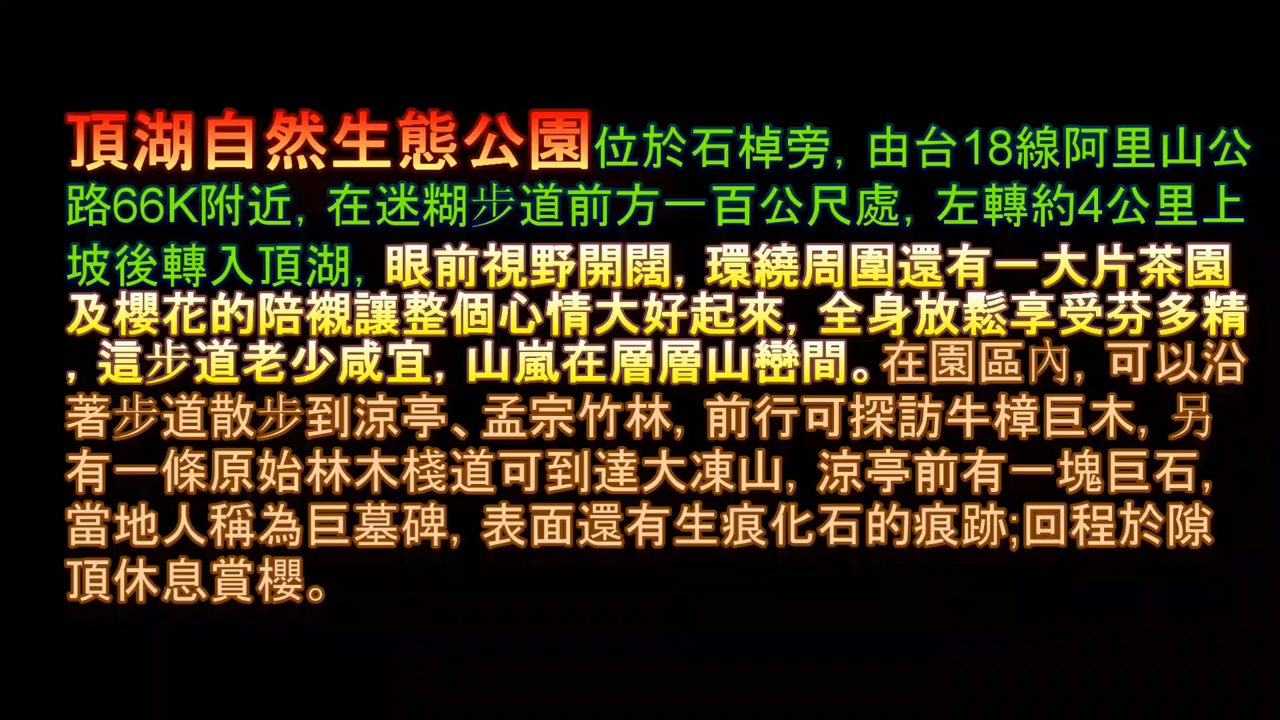 頂湖自然生態公園位於石棹旁, 由台18線阿里山公
路66K附近, 在迷糊步道前方一百公尺處, 左轉約4公里上
坡後轉入頂湖, 眼前視野開闊, 環繞周圍還有一大片茶園
及櫻花的陪襯讓整個心情大好起來, 全身放鬆享受芬多精
, 這步道老少咸宜, 山嵐在層層山巒間。在園區內, 可以沿
著步道散步到涼亭、孟宗竹林, 前行可探訪牛樟巨木, 另
有一條原始林木棧道可到達大凍山, 涼亭前有一塊巨石,
當地人稱為巨墓碑, 表面還有生痕化石的痕跡;回程於隙
頂休息賞櫻。